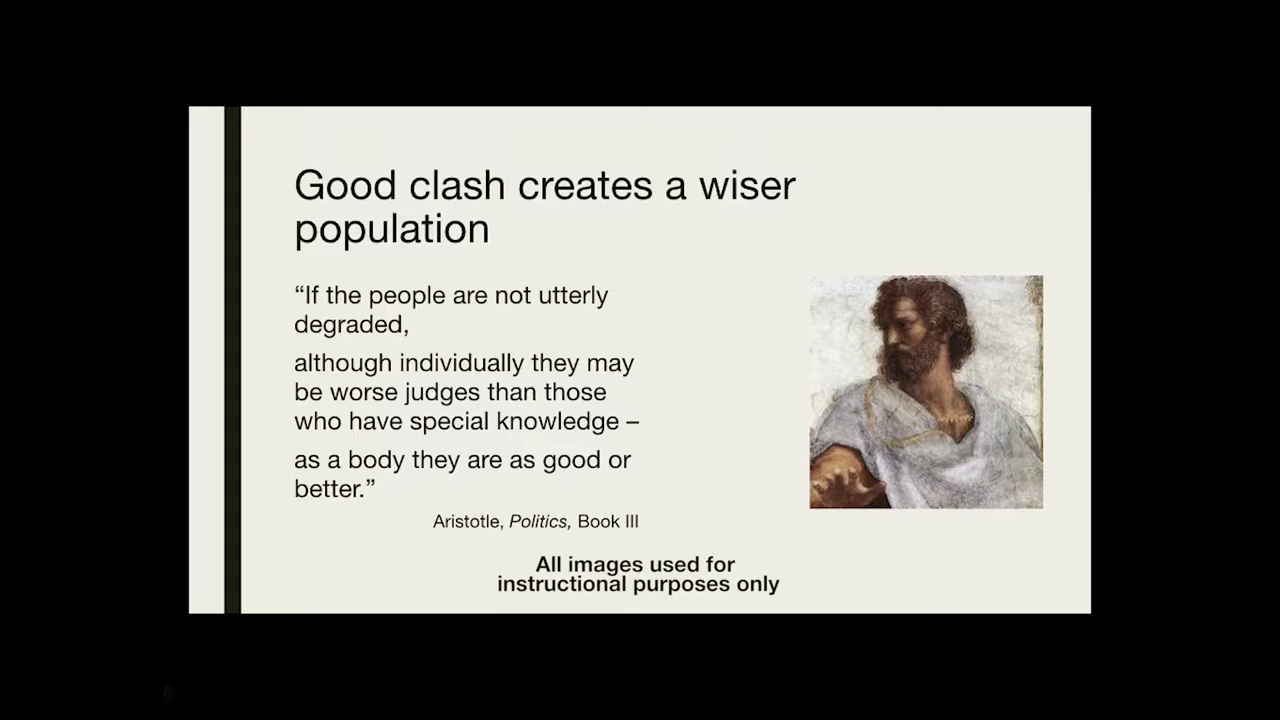 Good clash creates a wiser
population
“If the people are not utterly
degraded,
although individually they may
be worse judges than those
who have special knowledge –
as a body they are as good or
better.”
Aristotle, Politics, Book III
All images used for
instructional purposes only